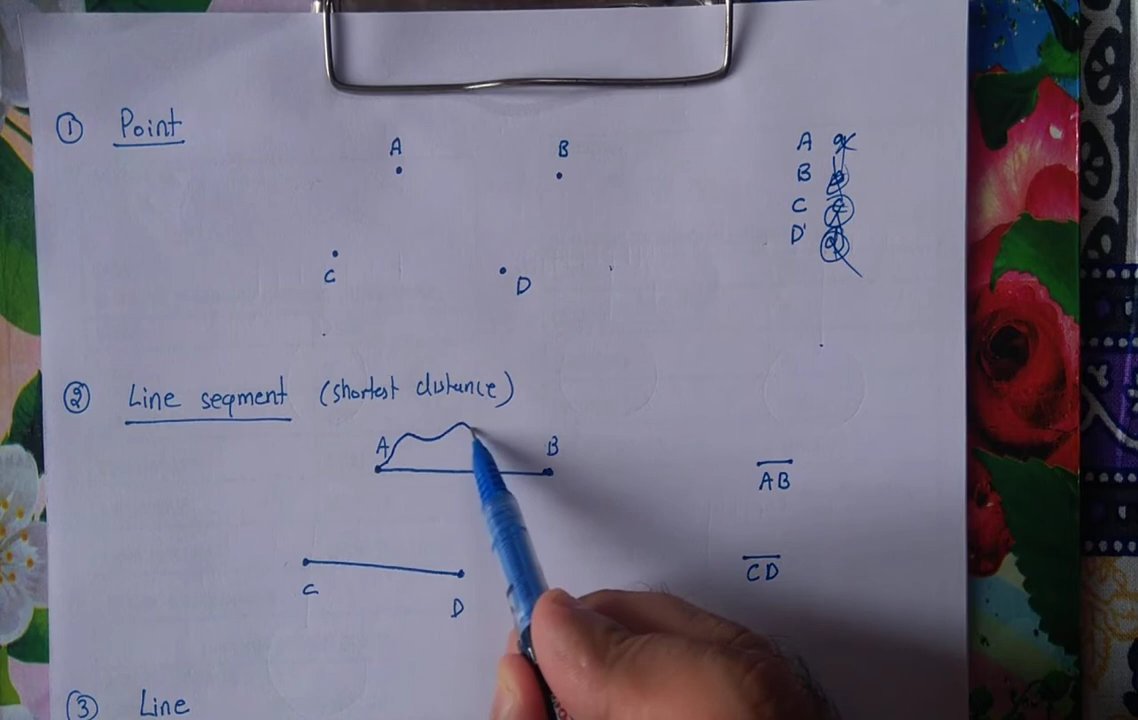 ① Point
A B
A
B
C
D
C D
② Line segment (shortest distance)
A B
AB
C D
CD
③ Line